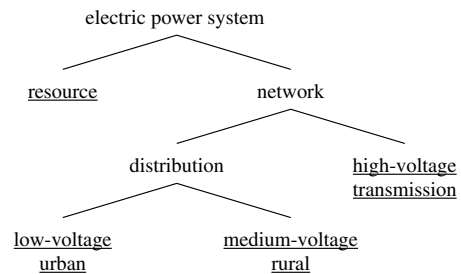 electric power system
resource
network
distribution
high-voltage
transmission
low-voltage
urban
medium-voltage
rural